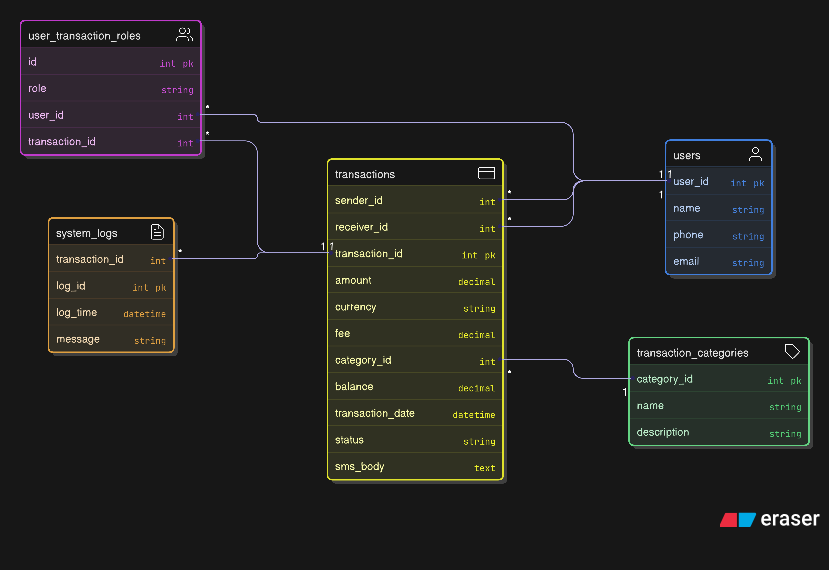 user_transaction_roles
id int pk
role string
user_id int
transaction_id int
*
*
system_logs
transaction_id int
log_id int pk
log_time datetime
message string
*
transactions
sender_id int
receiver_id int
transaction_id int pk
amount decimal
currency string
fee decimal
category_id int
balance decimal
transaction_date datetime
status string
sms_body text
1 1
*
*
*
users
user_id int pk
name string
phone string
email string
1 1
1
transaction_categories
category_id int pk
name string
description string
1
eraser